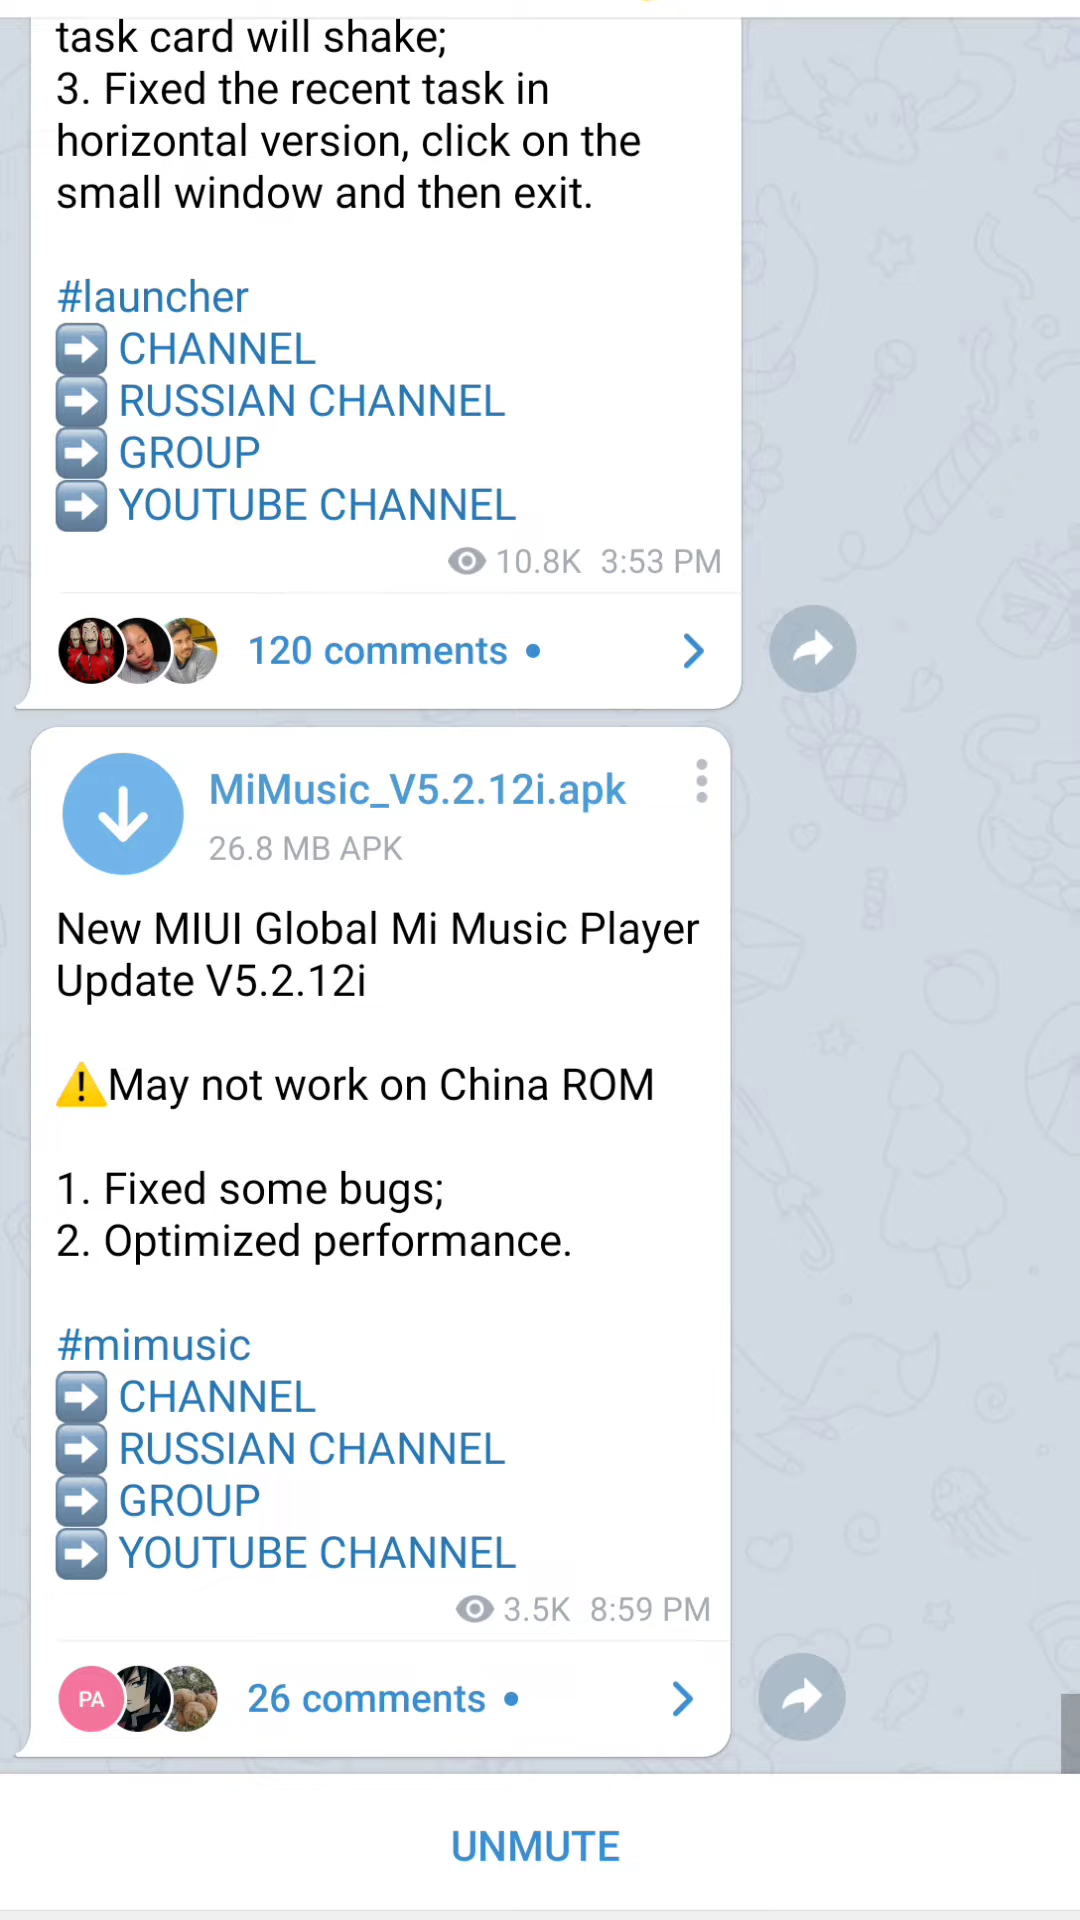 task card will shake;
3. Fixed the recent task in
horizontal version, click on the
small window and then exit.
#launcher
➡️ CHANNEL
➡️ RUSSIAN CHANNEL
➡️ GROUP
➡️ YOUTUBE CHANNEL
10.8K 3:53 PM
120 comments •
MiMusic_V5.2.12i.apk
26.8 MB APK
New MIUI Global Mi Music Player
Update V5.2.12i
⚠️May not work on China ROM
1. Fixed some bugs;
2. Optimized performance.
#mimusic
➡️ CHANNEL
➡️ RUSSIAN CHANNEL
➡️ GROUP
➡️ YOUTUBE CHANNEL
3.5K 8:59 PM
PA
26 comments •
UNMUTE